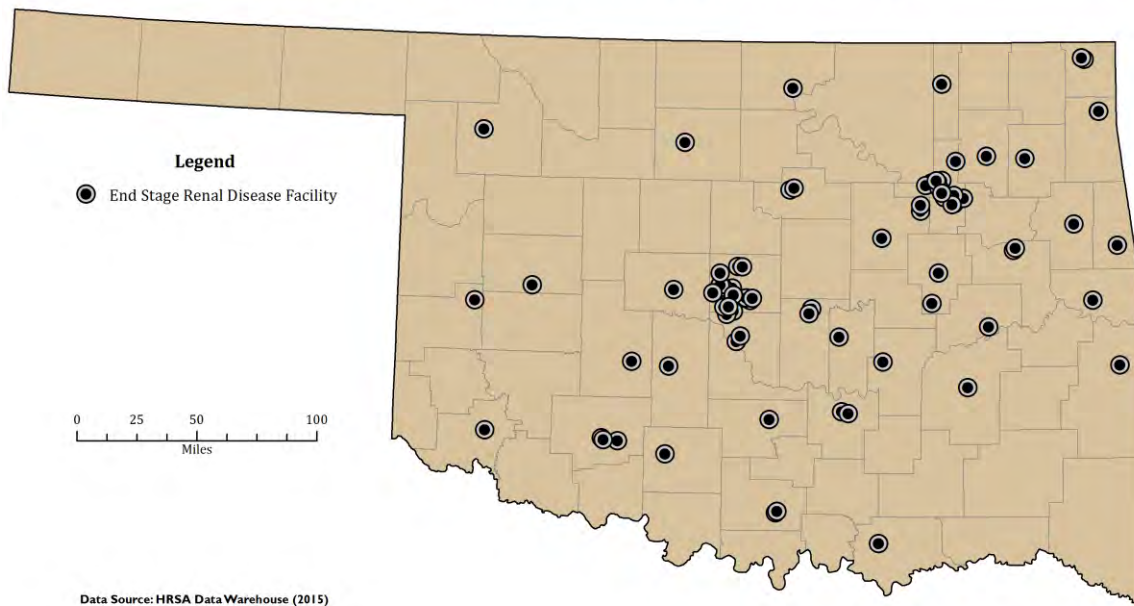 Legend
End Stage Renal Disease Facility
0 25 50 100
Miles
Data Source: HRSA Data Warehouse (2015)